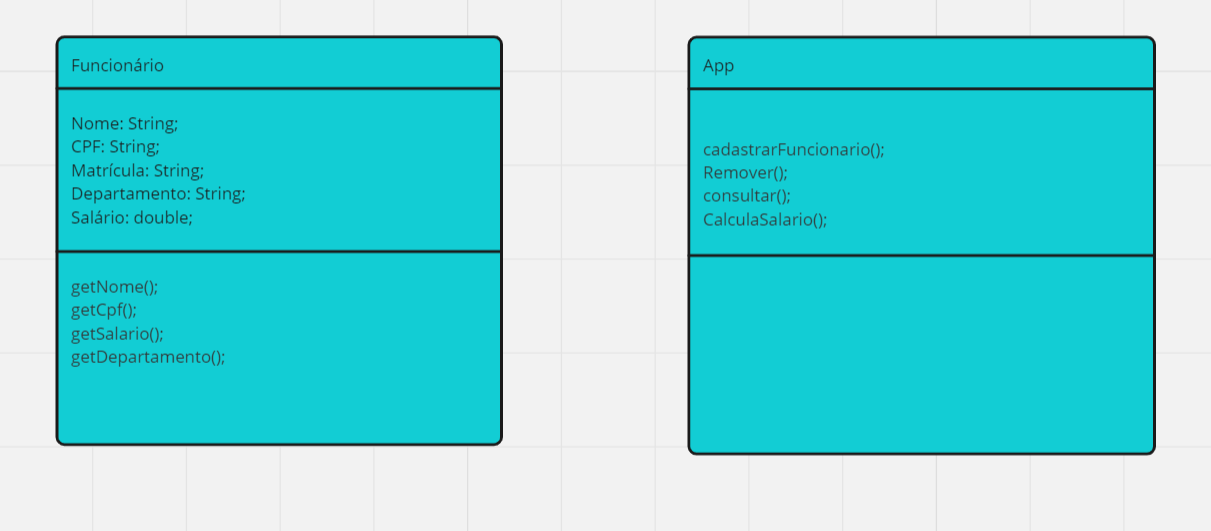 Funcionário
Nome: String;
CPF: String;
Matrícula: String;
Departamento: String;
Salário: double;
getNome();
getCpf();
getSalario();
getDepartamento();
App
cadastrarFuncionario();
Remover();
consultar();
CalculaSalario();